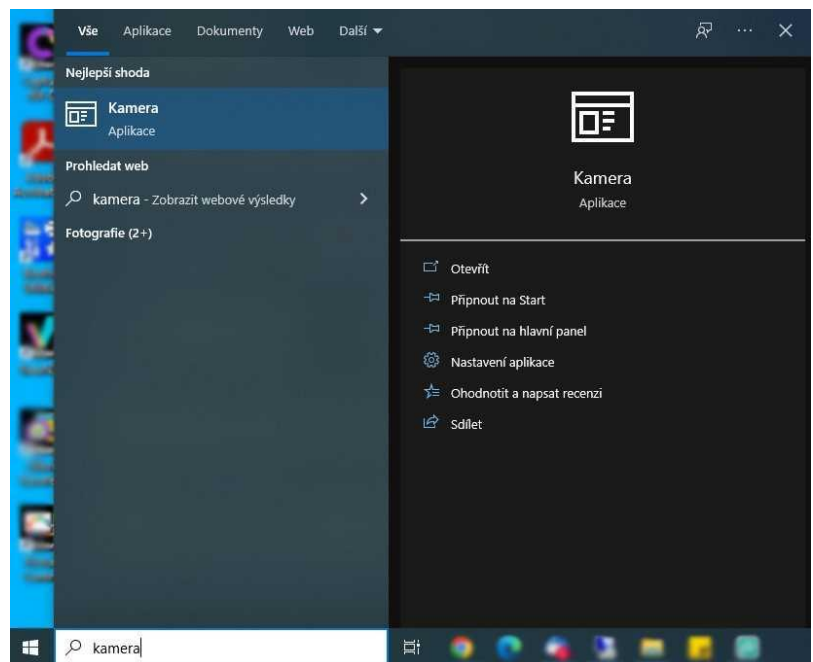 Vše Aplikace Dokumenty Web Další
Nejlepší shoda
Kamera
Aplikace
Prohledat web
kamera - Zobrazit webové výsledky
Fotografie (2+)
Kamera
Aplikace
Otevřít
Připnout na Start
Připnout na hlavní panel
Nastavení aplikace
Ohodnotit a napsat recenzi
Sdílet
kamera